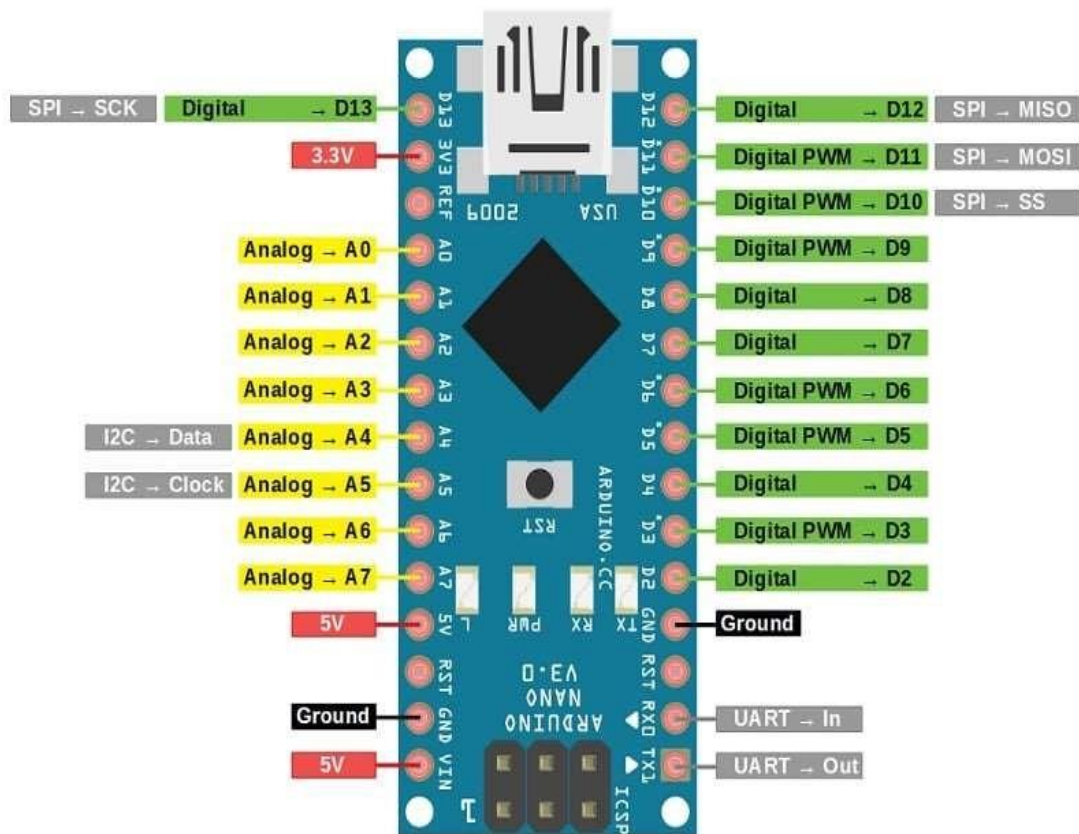 SPI → SCK Digital → D13 D13 D12 Digital → D12 SPI → MISO
3.3V 3V3 D11 Digital PWM → D11 SPI → MOSI
REF D10 Digital PWM → D10 SPI → SS
2009 USA
Analog → A0 A0 D9 Digital PWM → D9
Analog → A1 A1 D8 Digital → D8
Analog → A2 A2 D7 Digital → D7
Analog → A3 A3 D6 Digital PWM → D6
I2C → Data Analog → A4 A4 D5 Digital PWM → D5
I2C → Clock Analog → A5 A5 D4 Digital → D4
Analog → A6 A6 RST D3 Digital PWM → D3
ARDUINO.CC
Analog → A7 A7 D2 Digital → D2
5V 5V L PWR RX TX GND Ground
RST RST
V3.0
NANO
ARDUINO
Ground GND RX0 UART → In
5V VIN TX1 UART → Out
1 ICSP